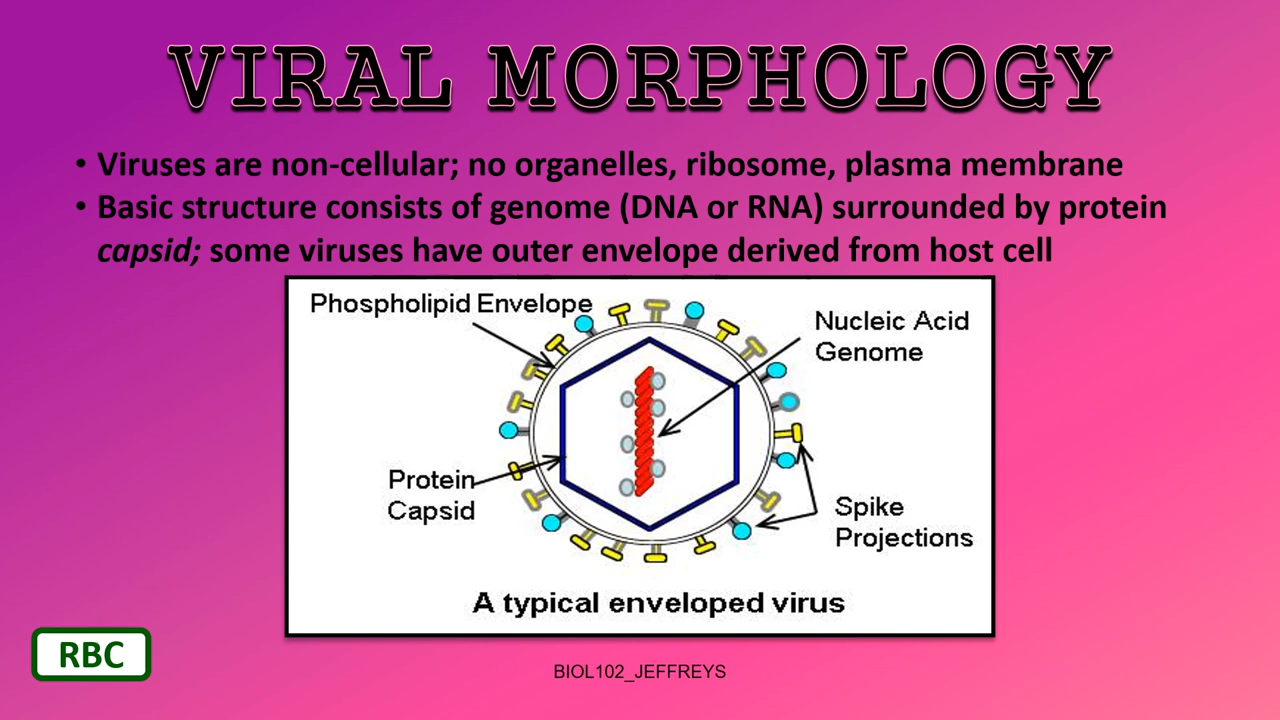 VIRAL MORPHOLOGY
• Viruses are non-cellular; no organelles, ribosome, plasma membrane
• Basic structure consists of genome (DNA or RNA) surrounded by protein
capsid; some viruses have outer envelope derived from host cell
Phospholipid Envelope
Nucleic Acid
Genome
Protein
Capsid
Spike
Projections
A typical enveloped virus
RBC
BIOL102_JEFFREYS